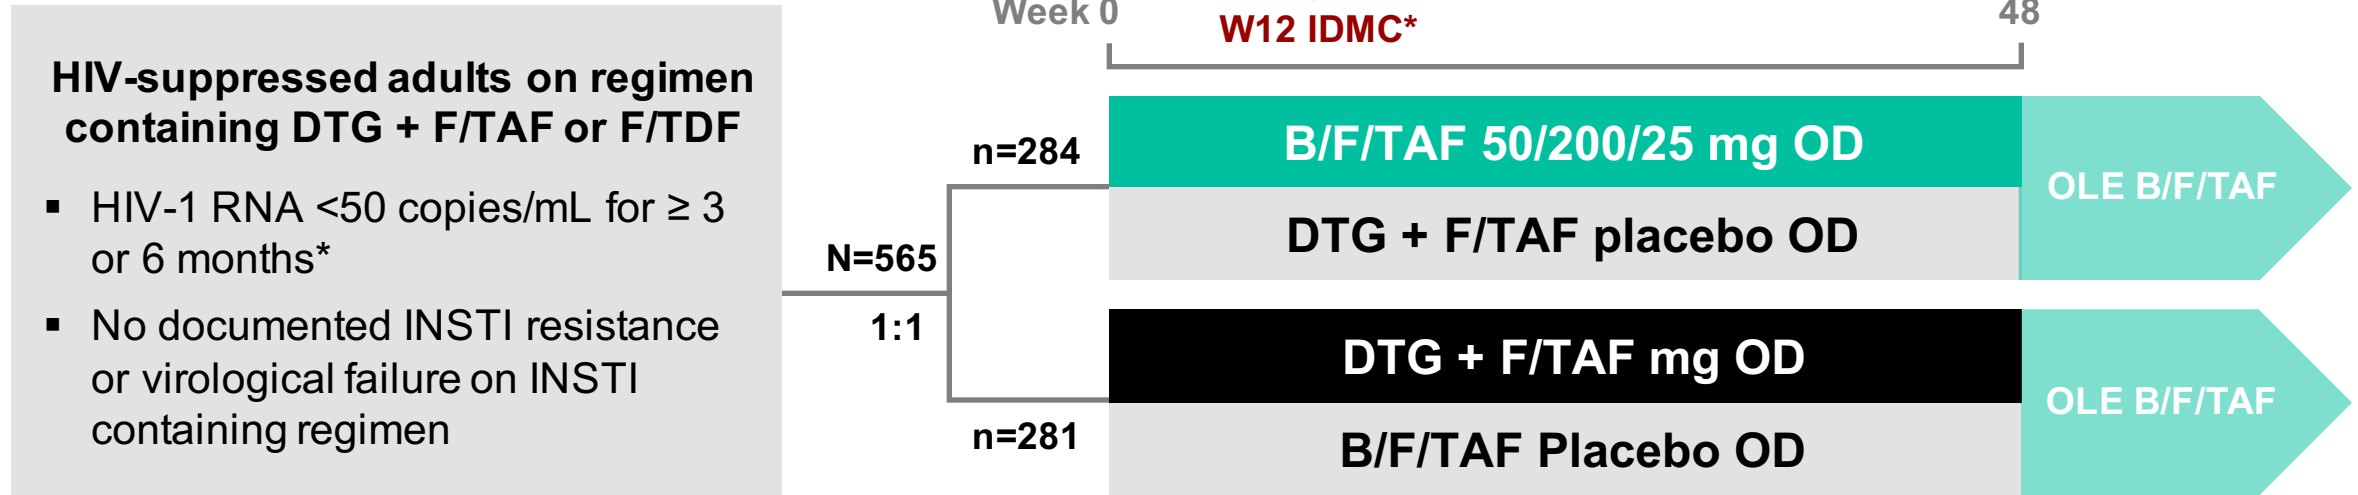 Week 0
48
W12 IDMC*
HIV-suppressed adults on regimen
containing DTG + F/TAF or F/TDF
▪ HIV-1 RNA <50 copies/mL for ≥ 3
or 6 months*
▪ No documented INSTI resistance
or virological failure on INSTI
containing regimen
N=565
1:1
n=284
B/F/TAF 50/200/25 mg OD
DTG + F/TAF placebo OD
OLE B/F/TAF
n=281
DTG + F/TAF mg OD
B/F/TAF Placebo OD
OLE B/F/TAF